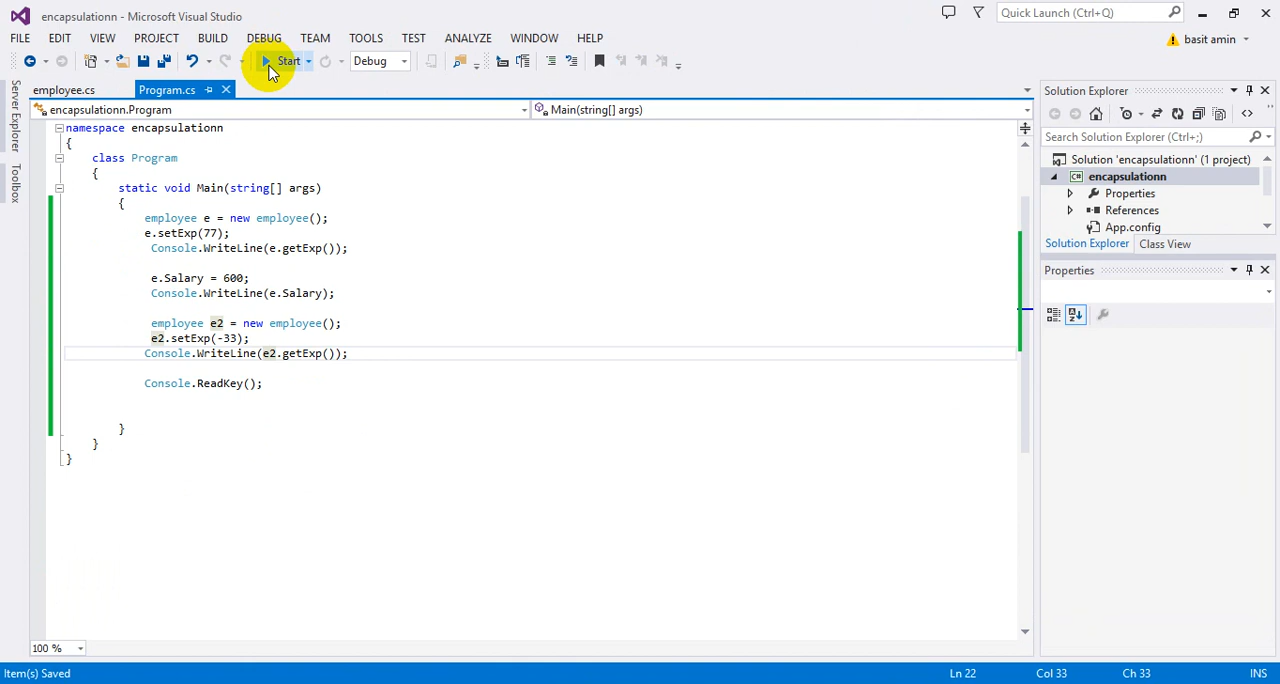 encapsulationn - Microsoft Visual Studio
Quick Launch (Ctrl+Q)
FILE EDIT VIEW PROJECT BUILD DEBUG TEAM TOOLS TEST ANALYZE WINDOW HELP
basit amin
Start Debug
employee.cs Program.cs
encapsulationn.Program Main(string[] args)
Server Explorer
Toolbox
namespace encapsulationn
{
class Program
{
static void Main(string[] args)
{
employee e = new employee();
e.setExp(77);
Console.WriteLine(e.getExp());
e.Salary = 600;
Console.WriteLine(e.Salary);
employee e2 = new employee();
e2.setExp(-33);
Console.WriteLine(e2.getExp());
Console.ReadKey();
}
}
}
100 %
Solution Explorer
Search Solution Explorer (Ctrl+;)
Solution 'encapsulationn' (1 project)
C# encapsulationn
Properties
References
App.config
Solution Explorer Class View
Properties
Item(s) Saved Ln 22 Col 33 Ch 33 INS